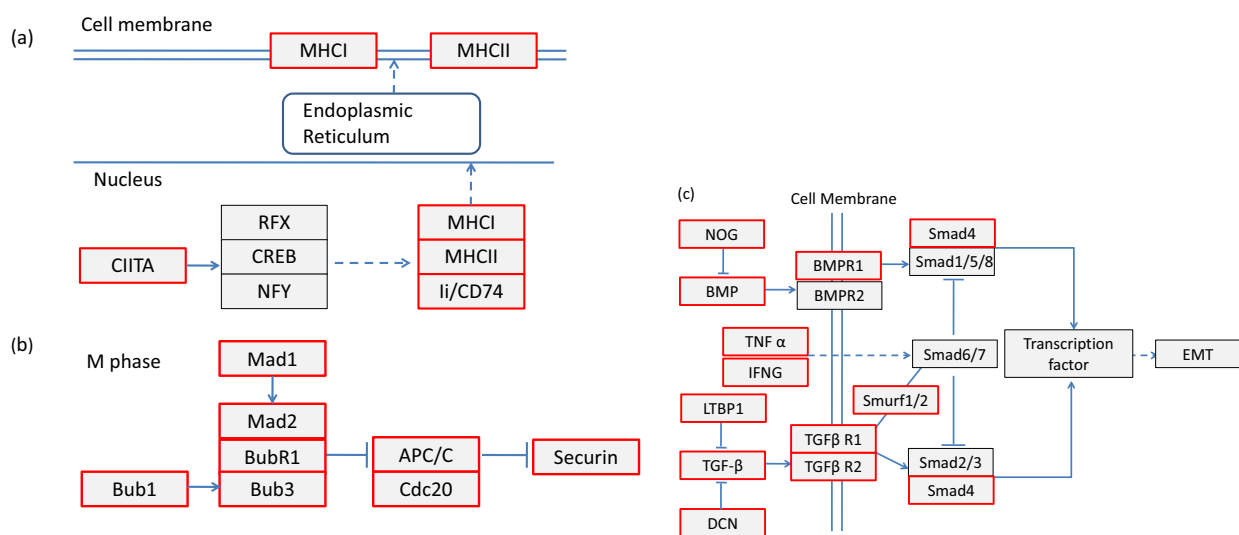 (a)
Cell membrane
MHCI
MHCII
Endoplasmic
Reticulum
Nucleus
CIITA
RFX
CREB
NFY
MHCI
MHCII
Ii/CD74
(b)
M phase
Mad1
Mad2
BubR1
Bub3
Bub1
APC/C
Cdc20
Securin
(c)
Cell Membrane
NOG
BMP
BMPR1
BMPR2
Smad4
Smad1/5/8
TNF α
IFNG
Smad6/7
Transcription
factor
EMT
Smurf1/2
LTBP1
TGF-β
DCN
TGFβ R1
TGFβ R2
Smad2/3
Smad4